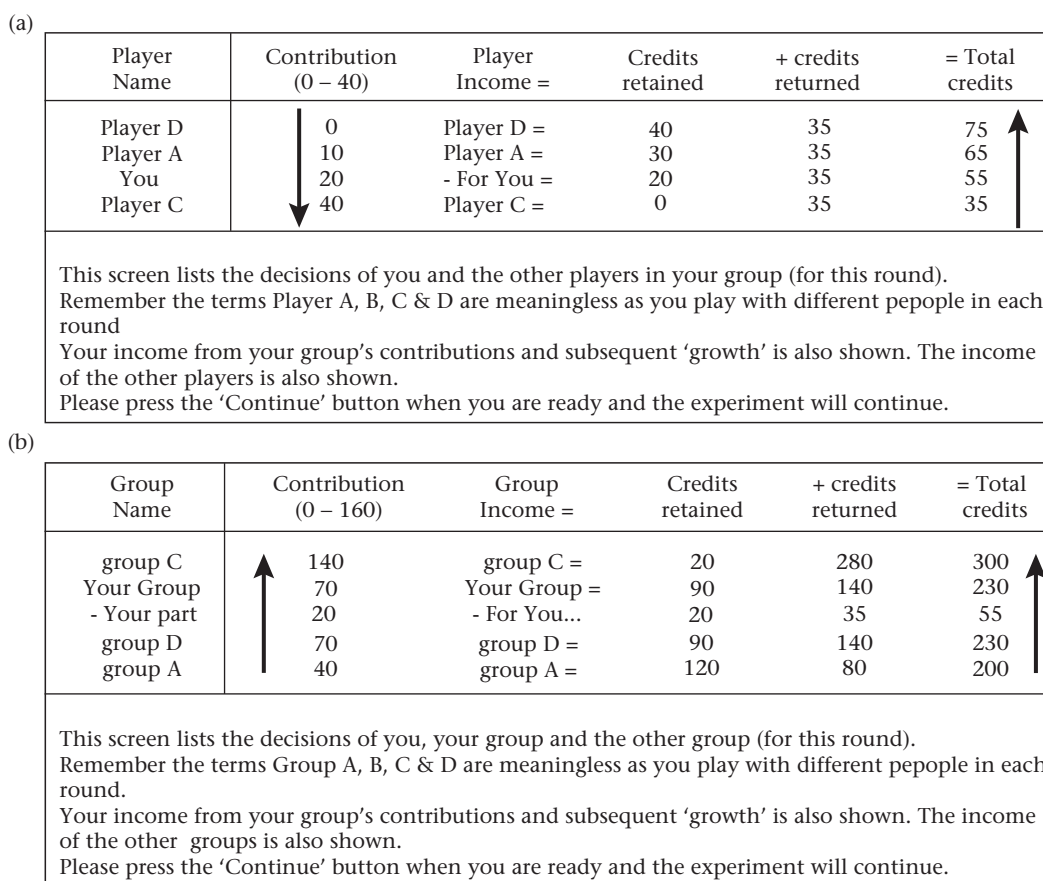 (a)
Player Name Contribution (0 – 40) Player Income = Credits retained + credits returned = Total credits
Player D 0 Player D = 40 35 75
Player A 10 Player A = 30 35 65
You 20 - For You = 20 35 55
Player C 40 Player C = 0 35 35
This screen lists the decisions of you and the other players in your group (for this round).
Remember the terms Player A, B, C & D are meaningless as you play with different pepople in each
round
Your income from your group's contributions and subsequent 'growth' is also shown. The income
of the other players is also shown.
Please press the 'Continue' button when you are ready and the experiment will continue.
(b)
Group Name Contribution (0 – 160) Group Income = Credits retained + credits returned = Total credits
group C 140 group C = 20 280 300
Your Group 70 Your Group = 90 140 230
- Your part 20 - For You... 20 35 55
group D 70 group D = 90 140 230
group A 40 group A = 120 80 200
This screen lists the decisions of you, your group and the other group (for this round).
Remember the terms Group A, B, C & D are meaningless as you play with different pepople in each
round.
Your income from your group's contributions and subsequent 'growth' is also shown. The income
of the other groups is also shown.
Please press the 'Continue' button when you are ready and the experiment will continue.